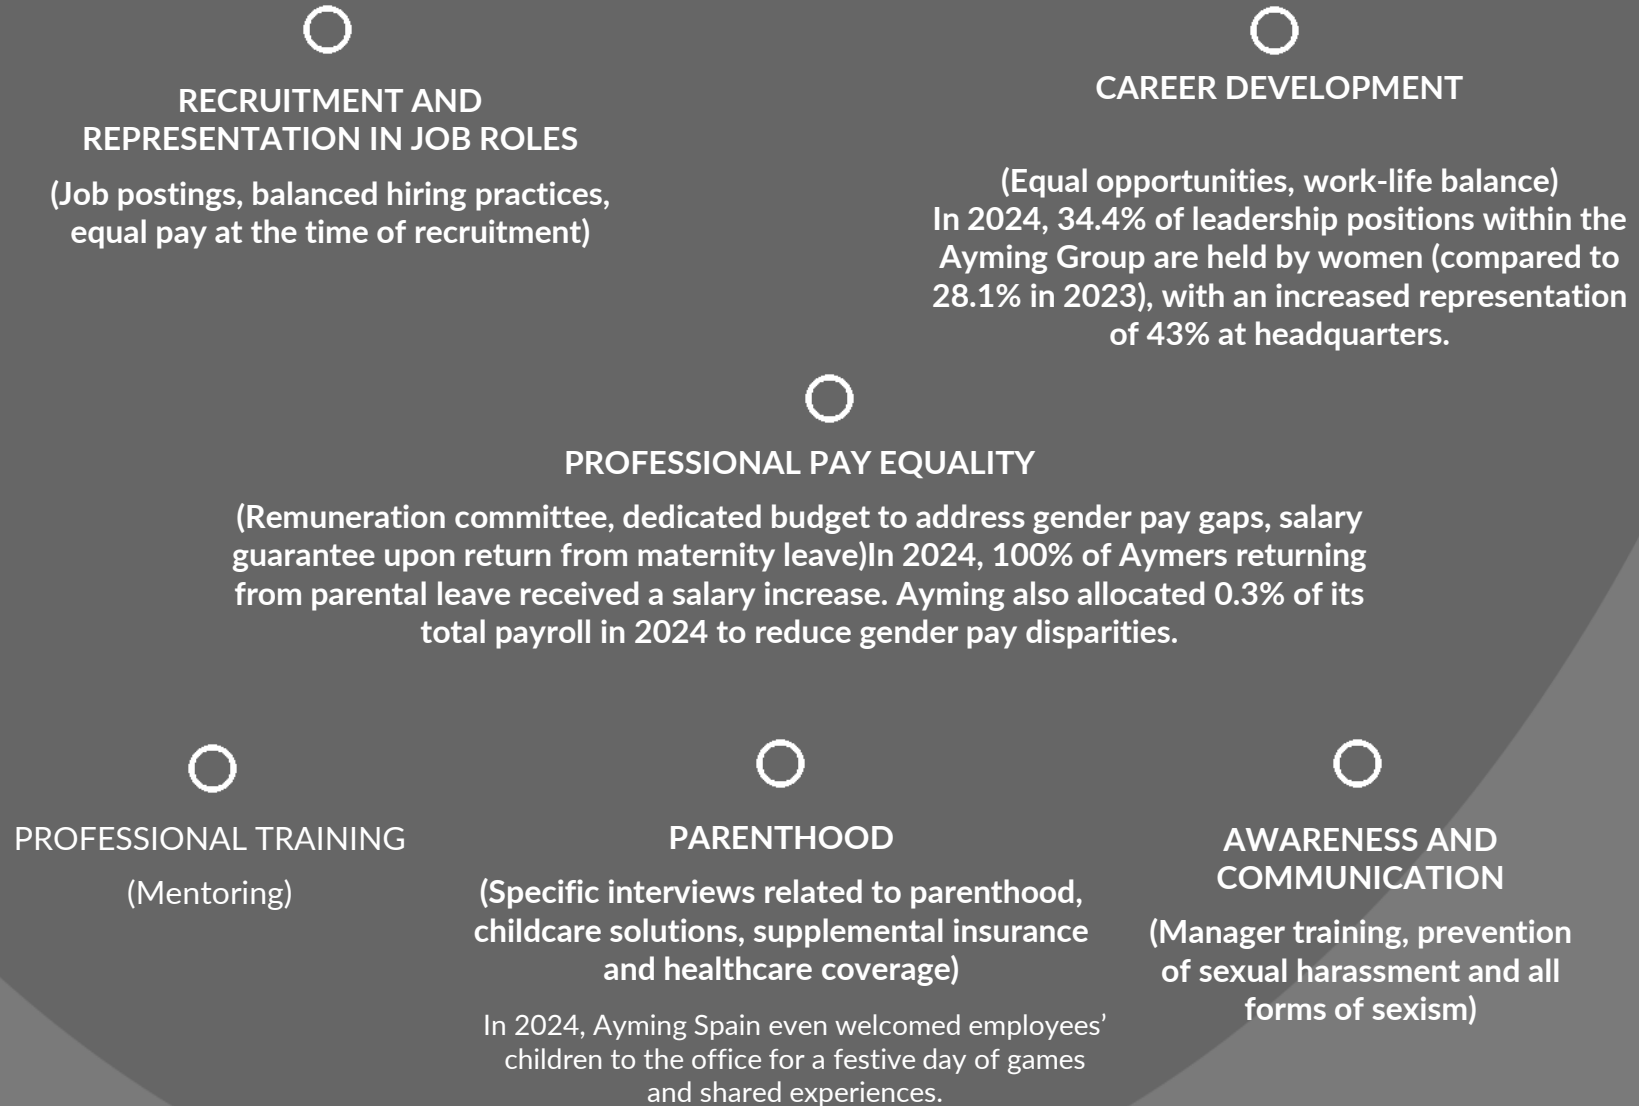 RECRUITMENT AND
REPRESENTATION IN JOB ROLES
(Job postings, balanced hiring practices,
equal pay at the time of recruitment)
CAREER DEVELOPMENT
(Equal opportunities, work-life balance)
In 2024, 34.4% of leadership positions within the
Ayming Group are held by women (compared to
28.1% in 2023), with an increased representation
of 43% at headquarters.
PROFESSIONAL PAY EQUALITY
(Remuneration committee, dedicated budget to address gender pay gaps, salary
guarantee upon return from maternity leave)In 2024, 100% of Aymers returning
from parental leave received a salary increase. Ayming also allocated 0.3% of its
total payroll in 2024 to reduce gender pay disparities.
PROFESSIONAL TRAINING
(Mentoring)
PARENTHOOD
(Specific interviews related to parenthood,
childcare solutions, supplemental insurance
and healthcare coverage)
In 2024, Ayming Spain even welcomed employees’
children to the office for a festive day of games
and shared experiences.
AWARENESS AND
COMMUNICATION
(Manager training, prevention
of sexual harassment and all
forms of sexism)